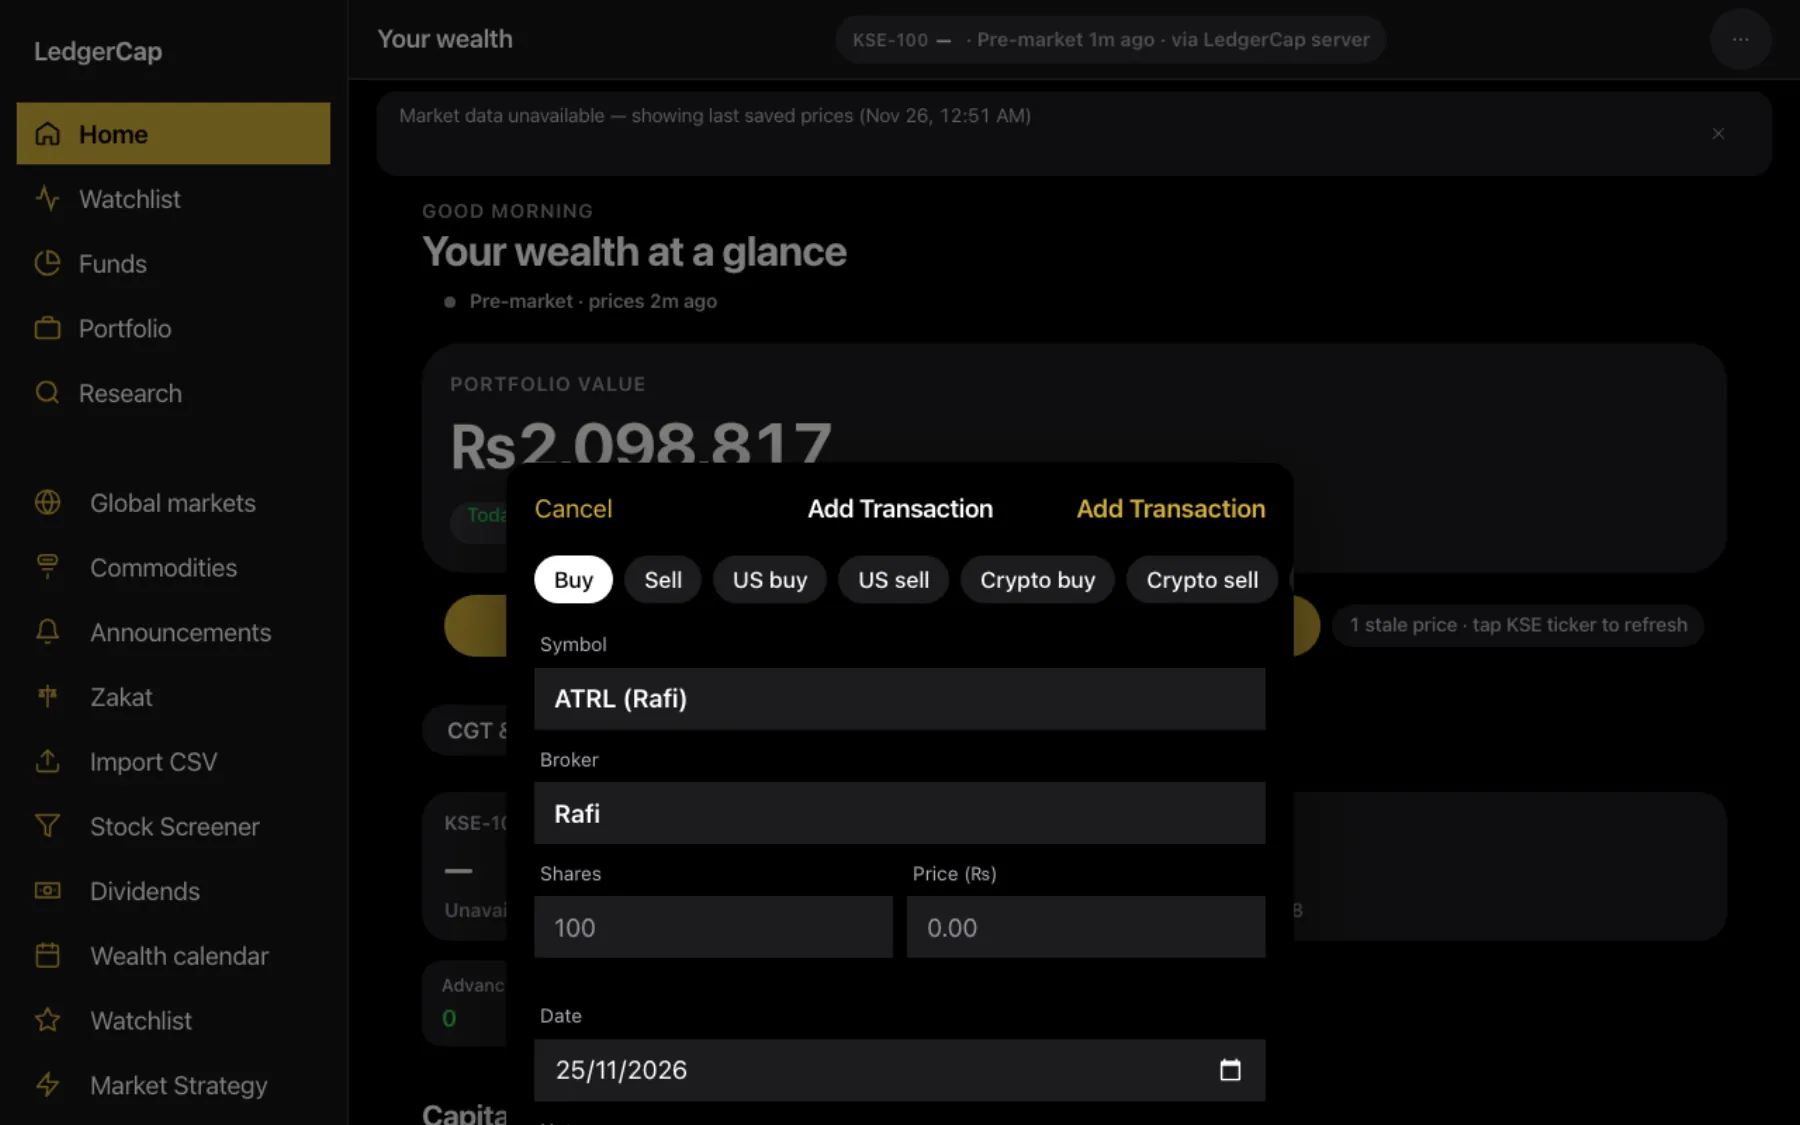 LedgerCap
Home
Watchlist
Funds
Portfolio
Research
Global markets
Commodities
Announcements
Zakat
Import CSV
Stock Screener
Dividends
Wealth calendar
Watchlist
Market Strategy
Your wealth
KSE-100 — · Pre-market 1m ago · via LedgerCap server
Market data unavailable — showing last saved prices (Nov 26, 12:51 AM)
GOOD MORNING
Your wealth at a glance
Pre-market · prices 2m ago
PORTFOLIO VALUE
₨2,098,817
1 stale price · tap KSE ticker to refresh
CGT &
—
0
Cancel
Add Transaction
Add Transaction
Buy
Sell
US buy
US sell
Crypto buy
Crypto sell
Symbol
ATRL (Rafi)
Broker
Rafi
Shares
Price (₨)
100
0.00
Date
25/11/2026